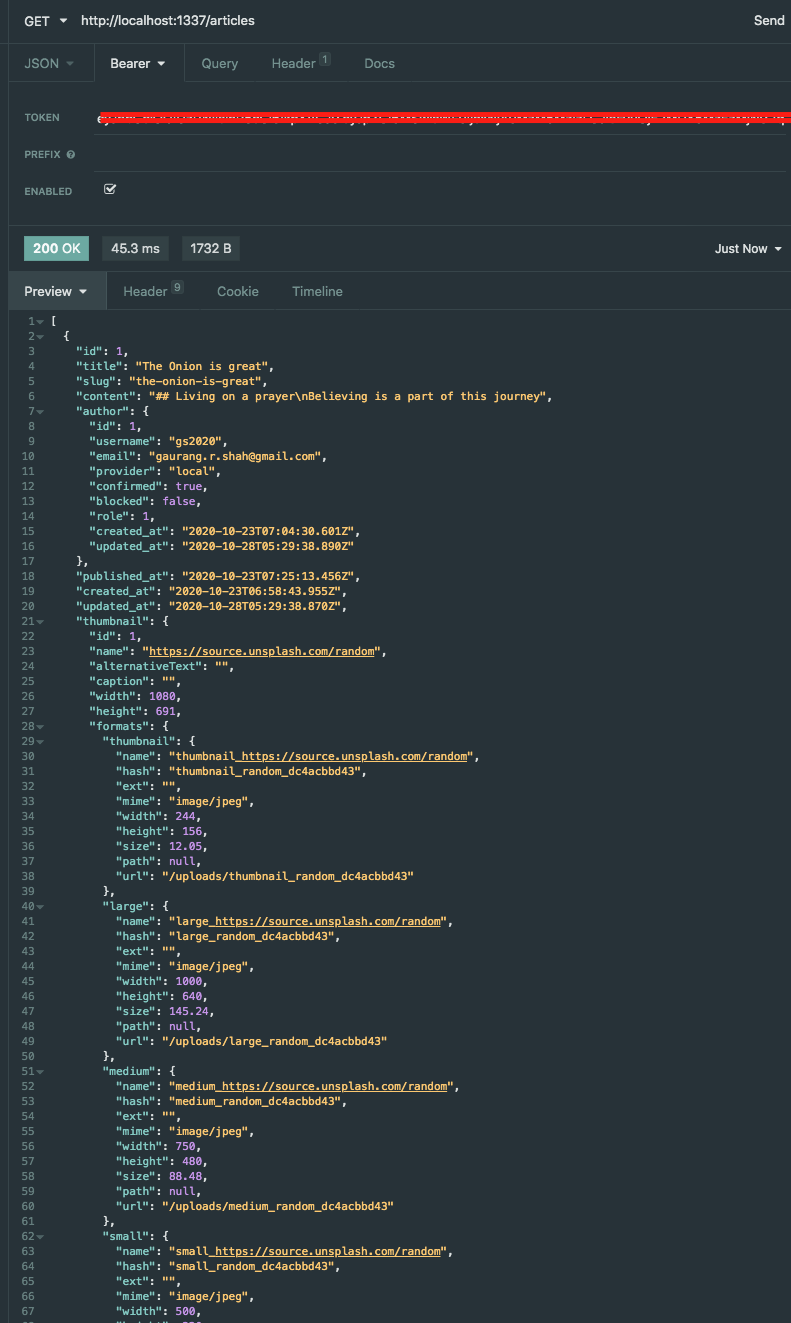 GET http://localhost:1337/articles Send
JSON Bearer Query Header 1 Docs
TOKEN
PREFIX
ENABLED
200 OK 45.3 ms 1732 B Just Now
Preview Header 9 Cookie Timeline
1 [
2 {
3 "id": 1,
4 "title": "The Onion is great",
5 "slug": "the-onion-is-great",
6 "content": "## Living on a prayer\nBelieving is a part of this journey",
7 "author": {
8 "id": 1,
9 "username": "gs2020",
10 "email": "gaurang.r.shah@gmail.com",
11 "provider": "local",
12 "confirmed": true,
13 "blocked": false,
14 "role": 1,
15 "created_at": "2020-10-23T07:04:30.601Z",
16 "updated_at": "2020-10-28T05:29:38.890Z"
17 },
18 "published_at": "2020-10-23T07:25:13.456Z",
19 "created_at": "2020-10-23T06:58:43.955Z",
20 "updated_at": "2020-10-28T05:29:38.870Z",
21 "thumbnail": {
22 "id": 1,
23 "name": "https://source.unsplash.com/random",
24 "alternativeText": "",
25 "caption": "",
26 "width": 1080,
27 "height": 691,
28 "formats": {
29 "thumbnail": {
30 "name": "thumbnail_https://source.unsplash.com/random",
31 "hash": "thumbnail_random_dc4acbbd43",
32 "ext": "",
33 "mime": "image/jpeg",
34 "width": 244,
35 "height": 156,
36 "size": 12.05,
37 "path": null,
38 "url": "/uploads/thumbnail_random_dc4acbbd43"
39 },
40 "large": {
41 "name": "large_https://source.unsplash.com/random",
42 "hash": "large_random_dc4acbbd43",
43 "ext": "",
44 "mime": "image/jpeg",
45 "width": 1000,
46 "height": 640,
47 "size": 145.24,
48 "path": null,
49 "url": "/uploads/large_random_dc4acbbd43"
50 },
51 "medium": {
52 "name": "medium_https://source.unsplash.com/random",
53 "hash": "medium_random_dc4acbbd43",
54 "ext": "",
55 "mime": "image/jpeg",
56 "width": 750,
57 "height": 480,
58 "size": 88.48,
59 "path": null,
60 "url": "/uploads/medium_random_dc4acbbd43"
61 },
62 "small": {
63 "name": "small_https://source.unsplash.com/random",
64 "hash": "small_random_dc4acbbd43",
65 "ext": "",
66 "mime": "image/jpeg",
67 "width": 500,